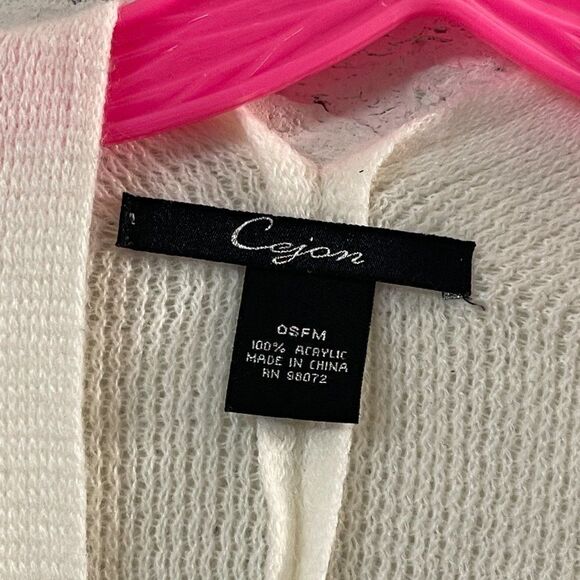 Cejon
OSFM
100% ACRYLIC
MADE IN CHINA
RN 98072